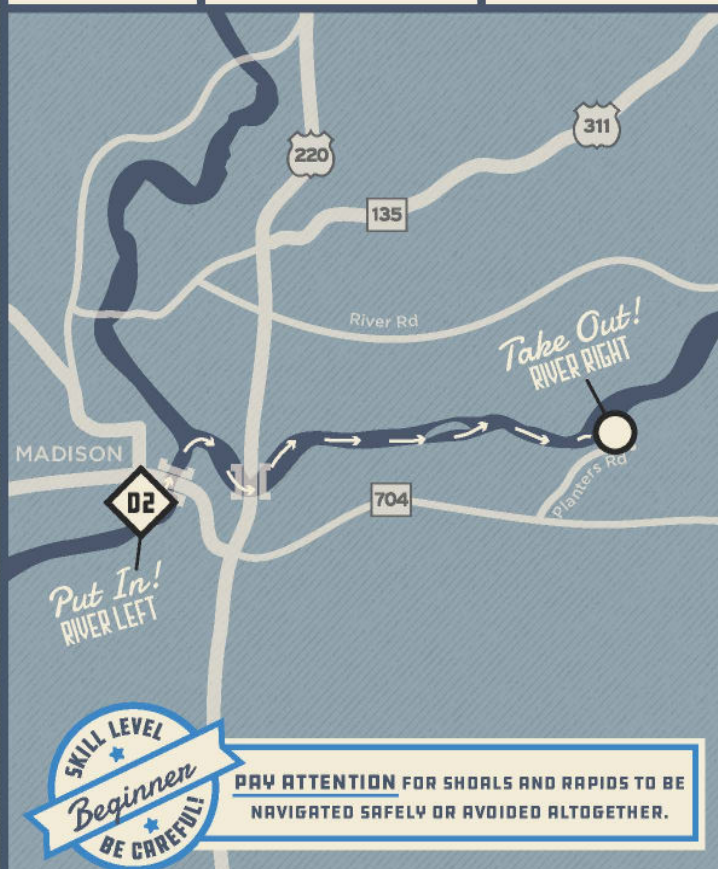 220
311
135
River Rd
Take Out!
RIVER RIGHT
MADISON
02
704
Planters Rd
Put In!
RIVER LEFT
SKILL LEVEL
Beginner
BE CAREFUL!
PAY ATTENTION FOR SHOALS AND RAPIDS TO BE
NAVIGATED SAFELY OR AVOIDED ALTOGETHER.